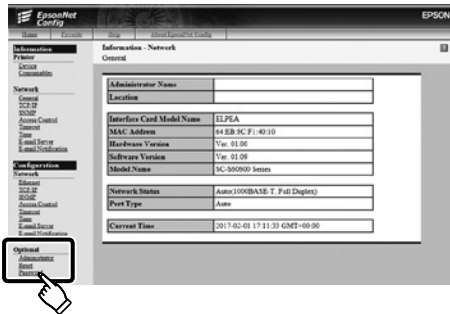 EpsonNet
Config
EPSON
Home Favorite Help About EpsonNet Config
Information
Printer
Device
Consumables
Network
General
TCP/IP
SNMP
Access Control
Timeout
Time
E-mail Server
E-mail Notification
Configuration
Network
Ethernet
TCP/IP
SNMP
Access Control
Timeout
Time
E-mail Server
E-mail Notification
Optional
Administrator
Reset
Password
Information - Network
General
Administrator Name
Location
Interface Card Model Name ELPEA
MAC Address 64:EB:8C:F1:40:10
Hardware Version Ver. 01.00
Software Version Ver. 01.09
Model Name SC-S60600 Series
Network Status Auto(1000BASE-T, Full Duplex)
Port Type Auto
Current Time 2017-02-01 17:11:33 GMT+00:00